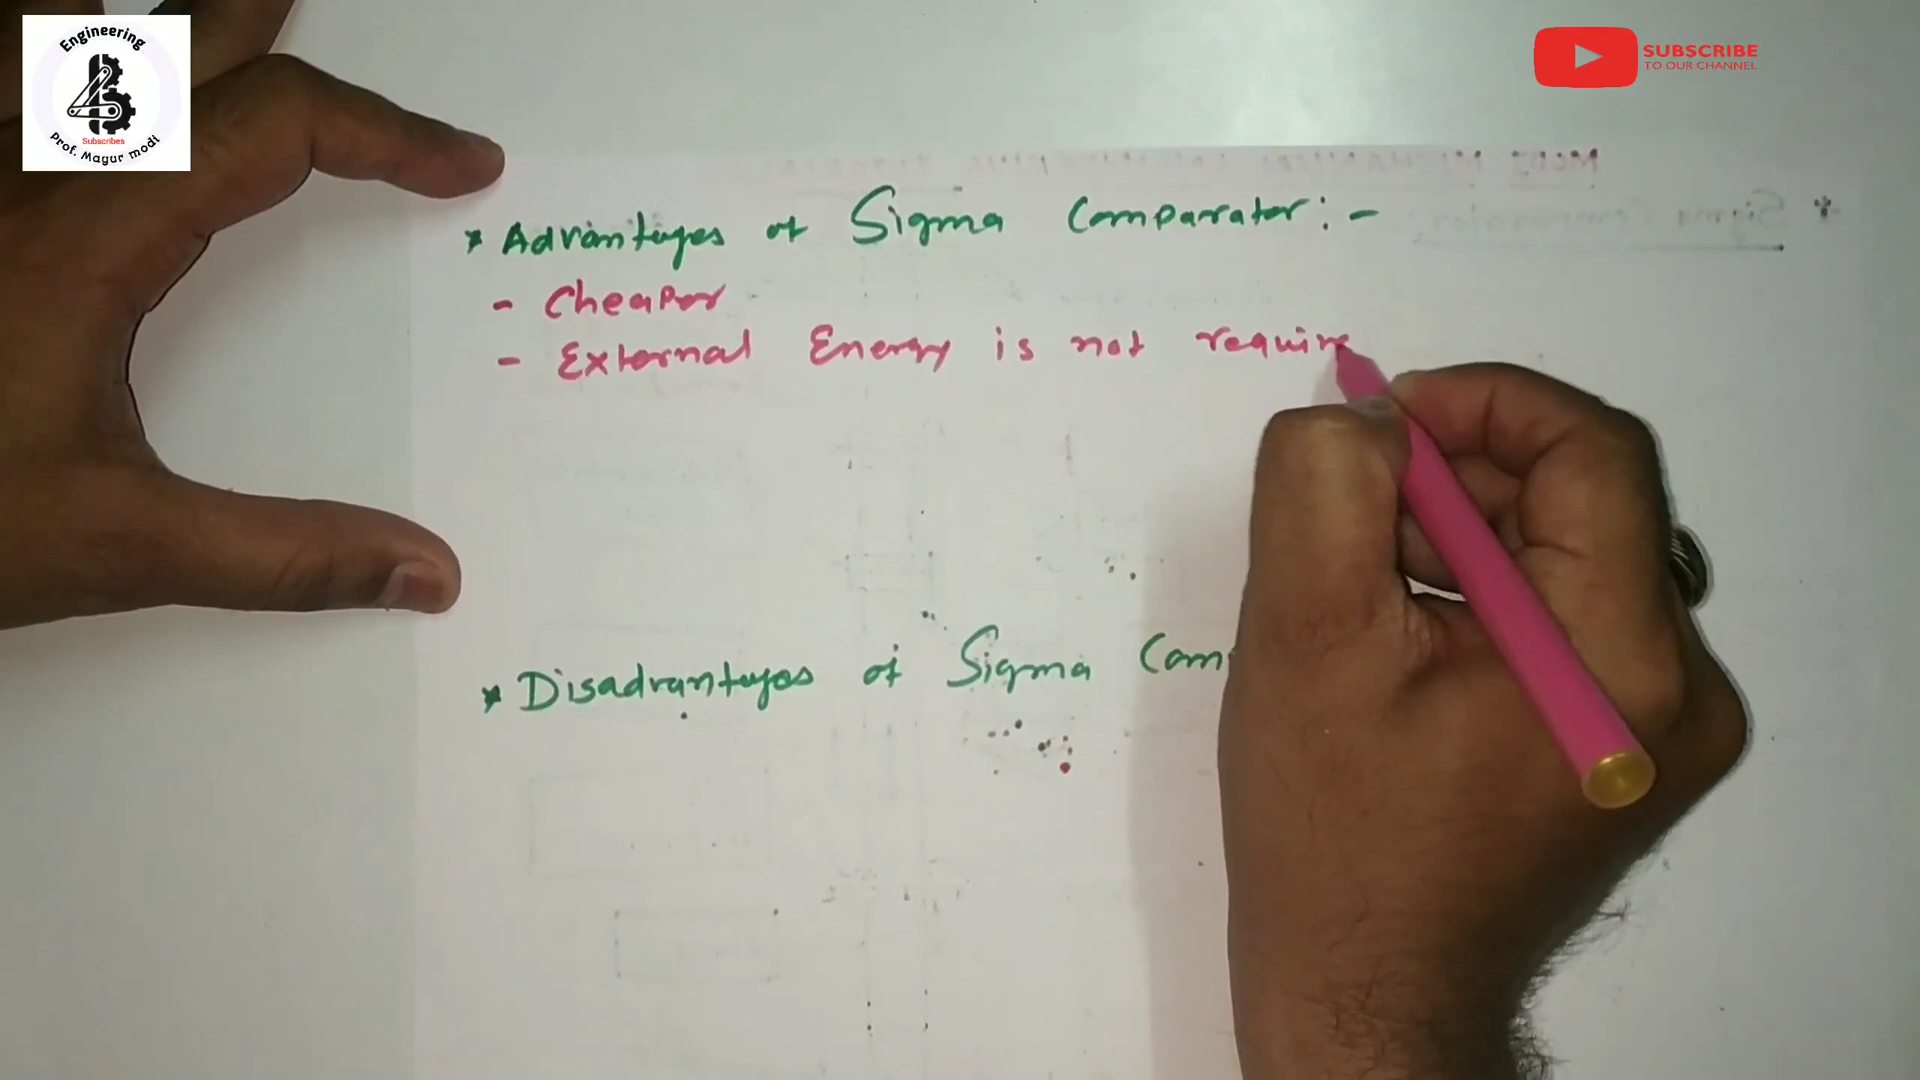 Engineering
Subscribes
Prof. Mayur modi
SUBSCRIBE
TO OUR CHANNEL
* Advantages of Sigma Comparator:-
- Cheaper
- External Energy is not require
* Disadvantages of Sigma Com